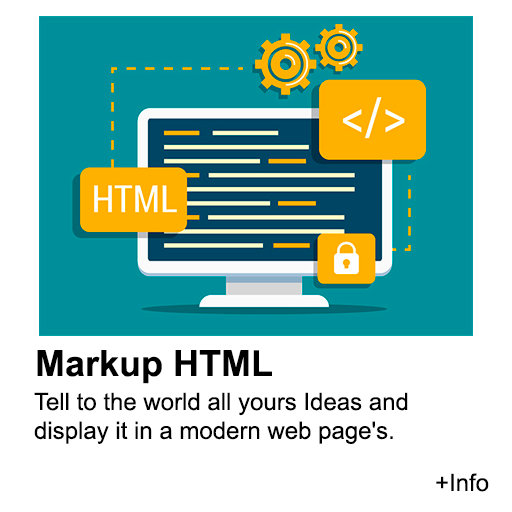 </>
HTML
Markup HTML
Tell to the world all yours Ideas and
display it in a modern web page's.
+Info